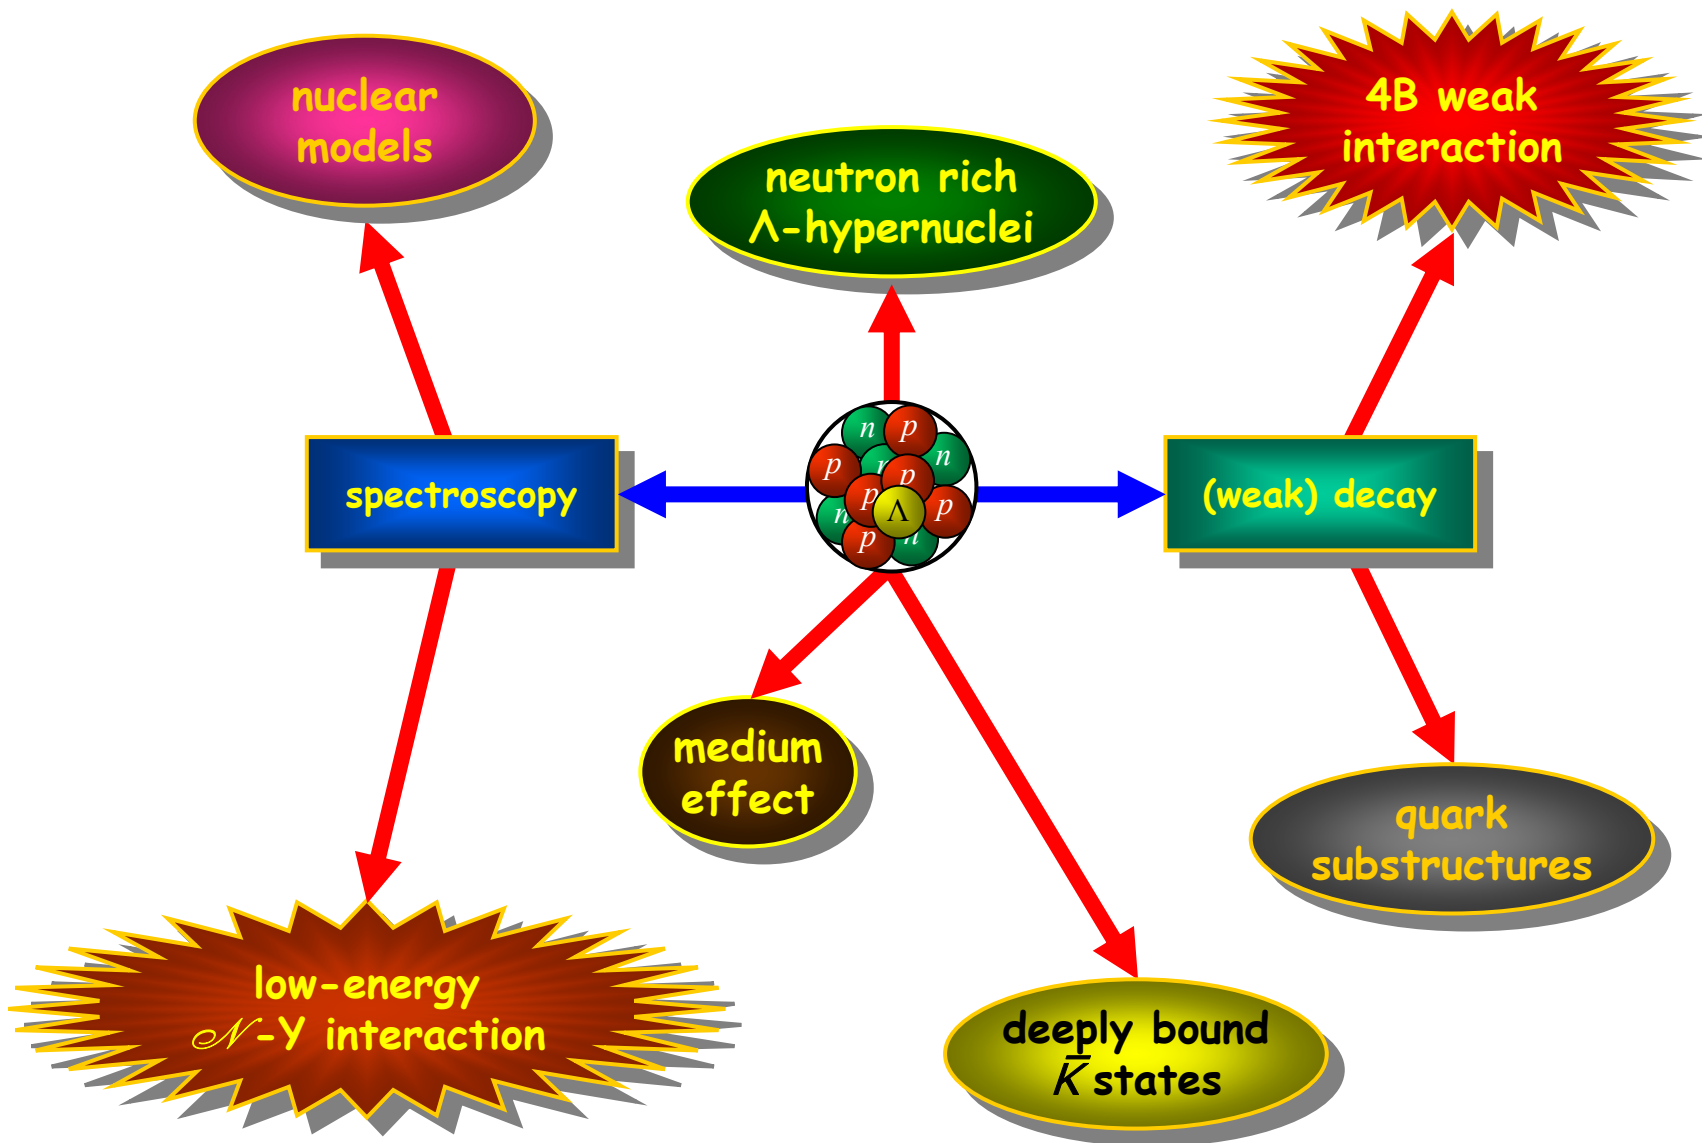 nuclear
models
4B weak
interaction
neutron rich
Λ-hypernuclei
n
p
p
n
n
p
p
Λ
p
n
p
n
spectroscopy
(weak) decay
medium
effect
quark
substructures
low-energy
𝒩-Y interaction
deeply bound
K̄ states